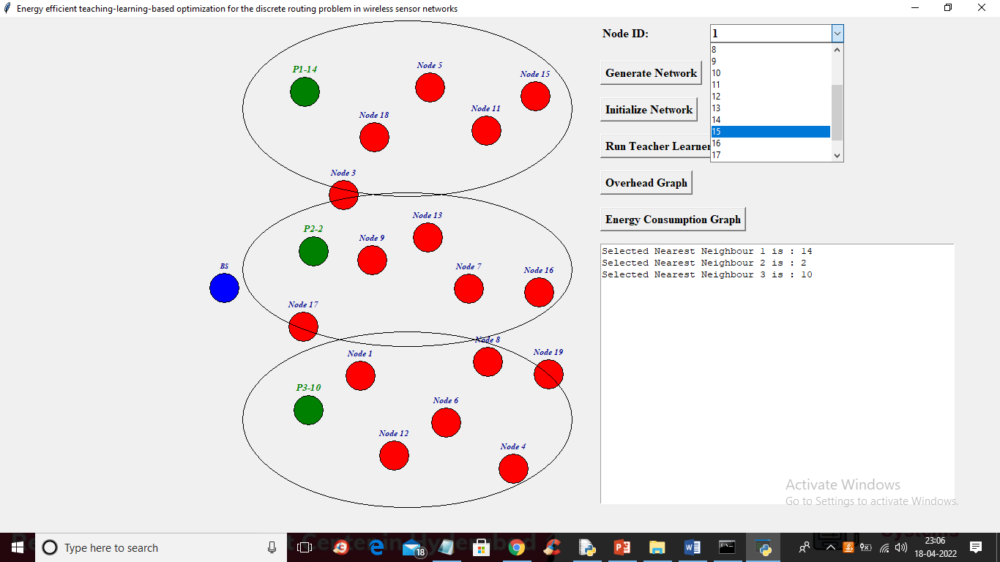 Energy efficient teaching-learning-based optimization for the discrete routing problem in wireless sensor networks
Node ID:
1
8
9
10
11
12
13
14
15
16
17
Generate Network
Initialize Network
Run Teacher Learner
Overhead Graph
Energy Consumption Graph
Selected Nearest Neighbour 1 is : 14
Selected Nearest Neighbour 2 is : 2
Selected Nearest Neighbour 3 is : 10
P1-14
Node 5
Node 15
Node 18
Node 11
Node 3
P2-2
Node 13
Node 9
BS
Node 7
Node 16
Node 17
Node 8
Node 1
Node 19
P3-10
Node 6
Node 12
Node 4
Activate Windows
Go to Settings to activate Windows.
Type here to search
18
23:06
18-04-2022